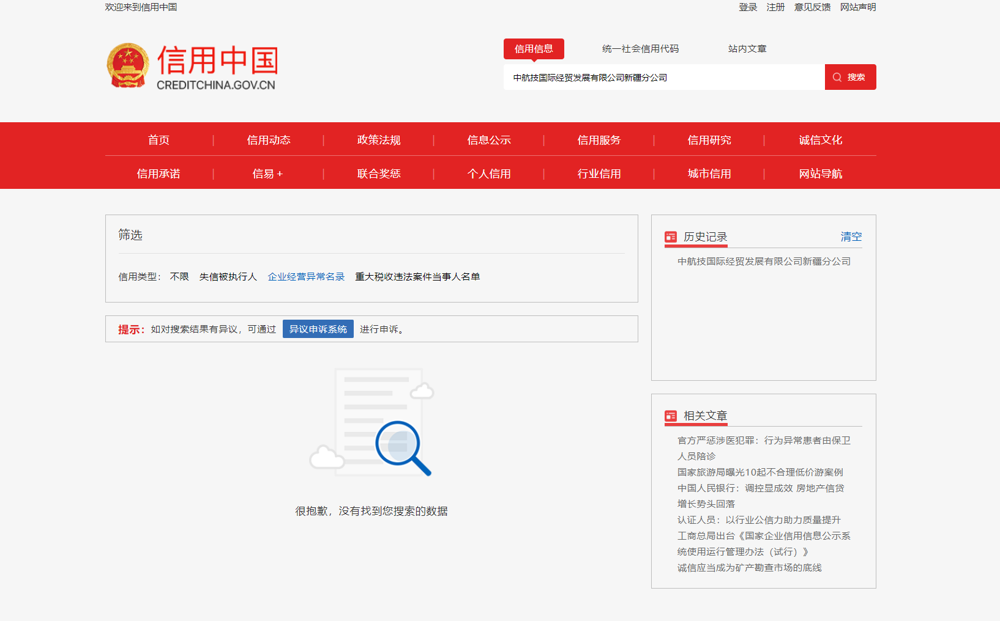 欢迎来到信用中国
登录 注册 意见反馈 网站声明
信用中国
CREDITCHINA.GOV.CN
信用信息 统一社会信用代码 站内文章
中航技国际经贸发展有限公司新疆分公司 搜索
首页 | 信用动态 | 政策法规 | 信息公示 | 信用服务 | 信用研究 | 诚信文化
信用承诺 | 信易 + | 联合奖惩 | 个人信用 | 行业信用 | 城市信用 | 网站导航
筛选
信用类型： 不限 失信被执行人 企业经营异常名录 重大税收违法案件当事人名单
提示：如对搜索结果有异议，可通过 异议申诉系统 进行申诉。
很抱歉，没有找到您搜索的数据
历史记录 清空
中航技国际经贸发展有限公司新疆分公司
相关文章
官方严惩涉医犯罪：行为异常患者由保卫
人员陪诊
国家旅游局曝光10起不合理低价游案例
中国人民银行：调控显成效 房地产信贷
增长势头回落
认证人员：以行业公信力助力质量提升
工商总局出台《国家企业信用信息公示系
统使用运行管理办法（试行）》
诚信应当成为矿产勘查市场的底线